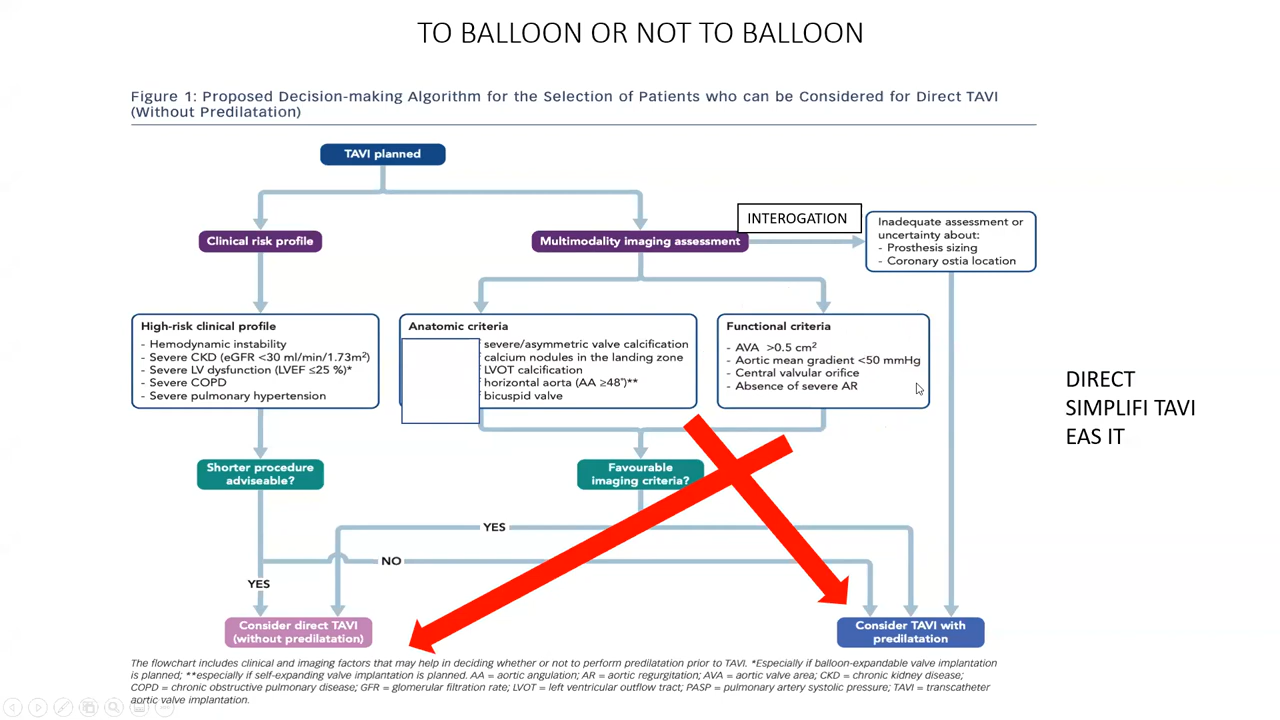 TO BALLOON OR NOT TO BALLOON
Figure 1: Proposed Decision-making Algorithm for the Selection of Patients who can be Considered for Direct TAVI
(Without Predilatation)
TAVI planned
Clinical risk profile
Multimodality imaging assessment
INTEROGATION
Inadequate assessment or
uncertainty about:
- Prosthesis sizing
- Coronary ostia location
High-risk clinical profile
- Hemodynamic instability
- Severe CKD (eGFR <30 ml/min/1.73m²)
- Severe LV dysfunction (LVEF ≤25 %)*
- Severe COPD
- Severe pulmonary hypertension
Anatomic criteria
severe/asymmetric valve calcification
calcium nodules in the landing zone
LVOT calcification
horizontal aorta (AA ≥48°)**
bicuspid valve
Functional criteria
- AVA >0.5 cm²
- Aortic mean gradient <50 mmHg
- Central valvular orifice
- Absence of severe AR
DIRECT
SIMPLIFI TAVI
EAS IT
Shorter procedure
adviseable?
Favourable
imaging criteria?
YES
NO
YES
Consider direct TAVI
(without predilatation)
Consider TAVI with
predilatation
The flowchart includes clinical and imaging factors that may help in deciding whether or not to perform predilatation prior to TAVI. *Especially if balloon-expandable valve implantation
is planned; **especially if self-expanding valve implantation is planned. AA = aortic angulation; AR = aortic regurgitation; AVA = aortic valve area; CKD = chronic kidney disease;
COPD = chronic obstructive pulmonary disease; GFR = glomerular filtration rate; LVOT = left ventricular outflow tract; PASP = pulmonary artery systolic pressure; TAVI = transcatheter
aortic valve implantation.